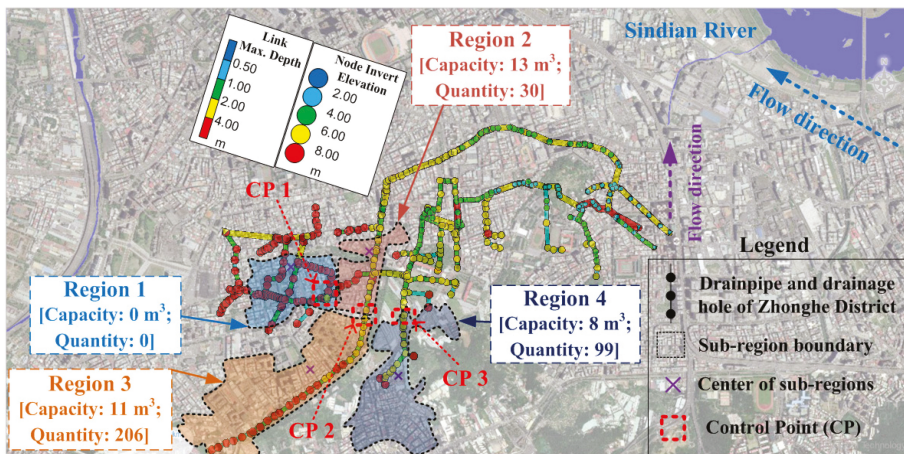 Sindian River
Flow direction
Flow direction
Link
Max. Depth
0.50
1.00
2.00
4.00
m
Node Invert
Elevation
2.00
4.00
6.00
8.00
m
Region 2
[Capacity: 13 m³;
Quantity: 30]
CP 1
Region 1
[Capacity: 0 m³;
Quantity: 0]
Region 4
[Capacity: 8 m³;
Quantity: 99]
Region 3
[Capacity: 11 m³;
Quantity: 206]
CP 2
CP 3
Legend
Drainpipe and drainage
hole of Zhonghe District
Sub-region boundary
Center of sub-regions
Control Point (CP)